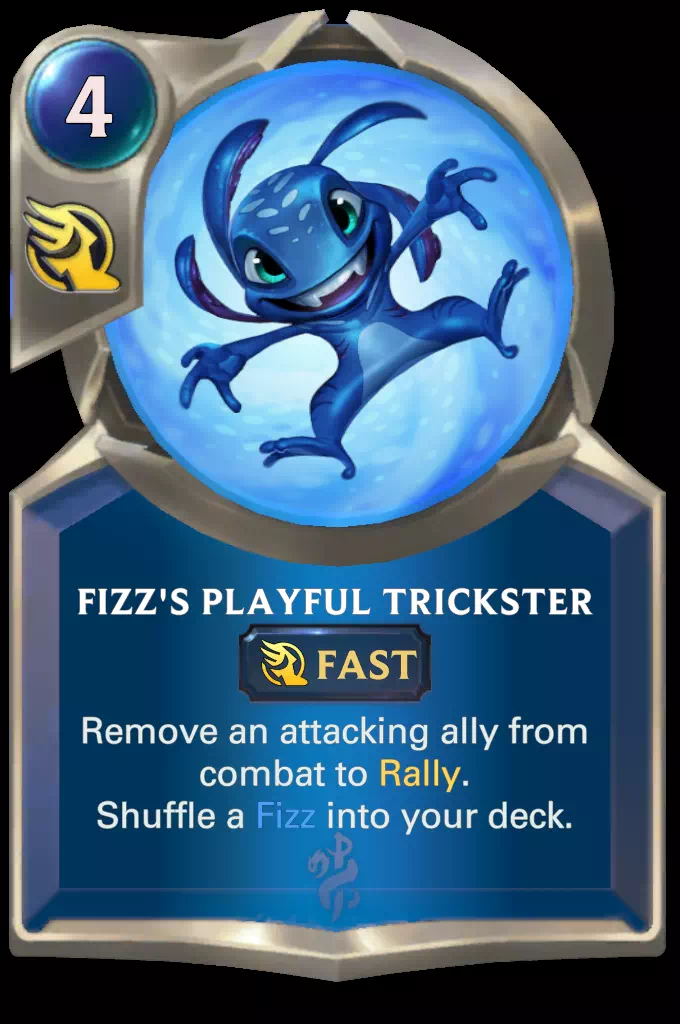 4
FIZZ'S PLAYFUL TRICKSTER
FAST
Remove an attacking ally from
combat to Rally.
Shuffle a Fizz into your deck.